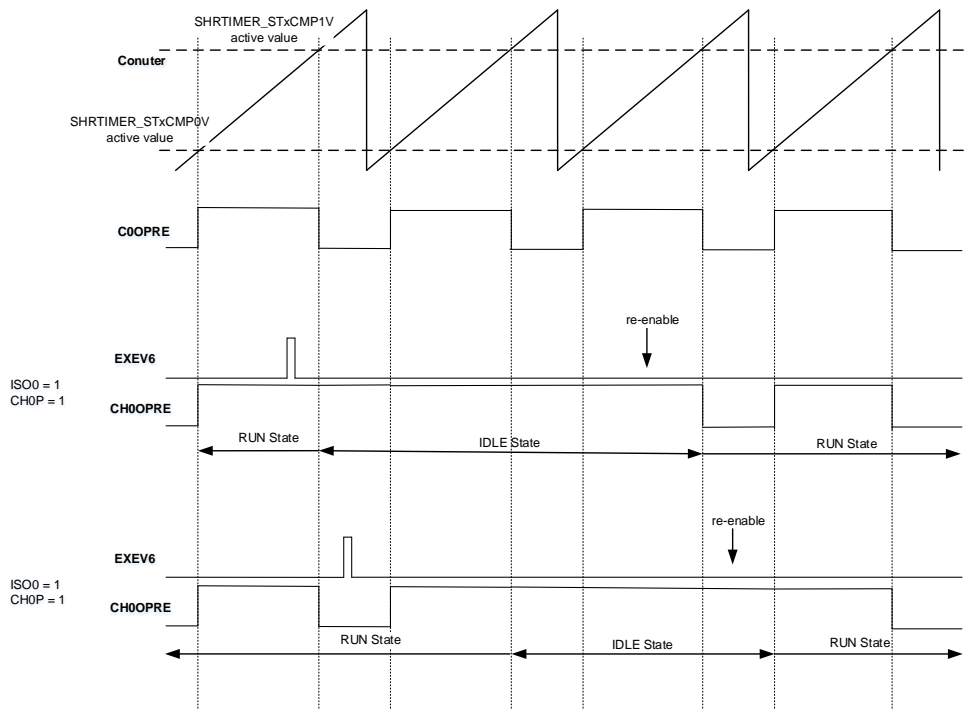 SHRTIMER_STxCMP1V
active value
Conuter
SHRTIMER_STxCMP0V
active value
C0OPRE
re-enable
EXEV6
ISO0 = 1
CH0P = 1
CH0OPRE
RUN State
IDLE State
RUN State
re-enable
EXEV6
ISO0 = 1
CH0P = 1
CH0OPRE
RUN State
IDLE State
RUN State